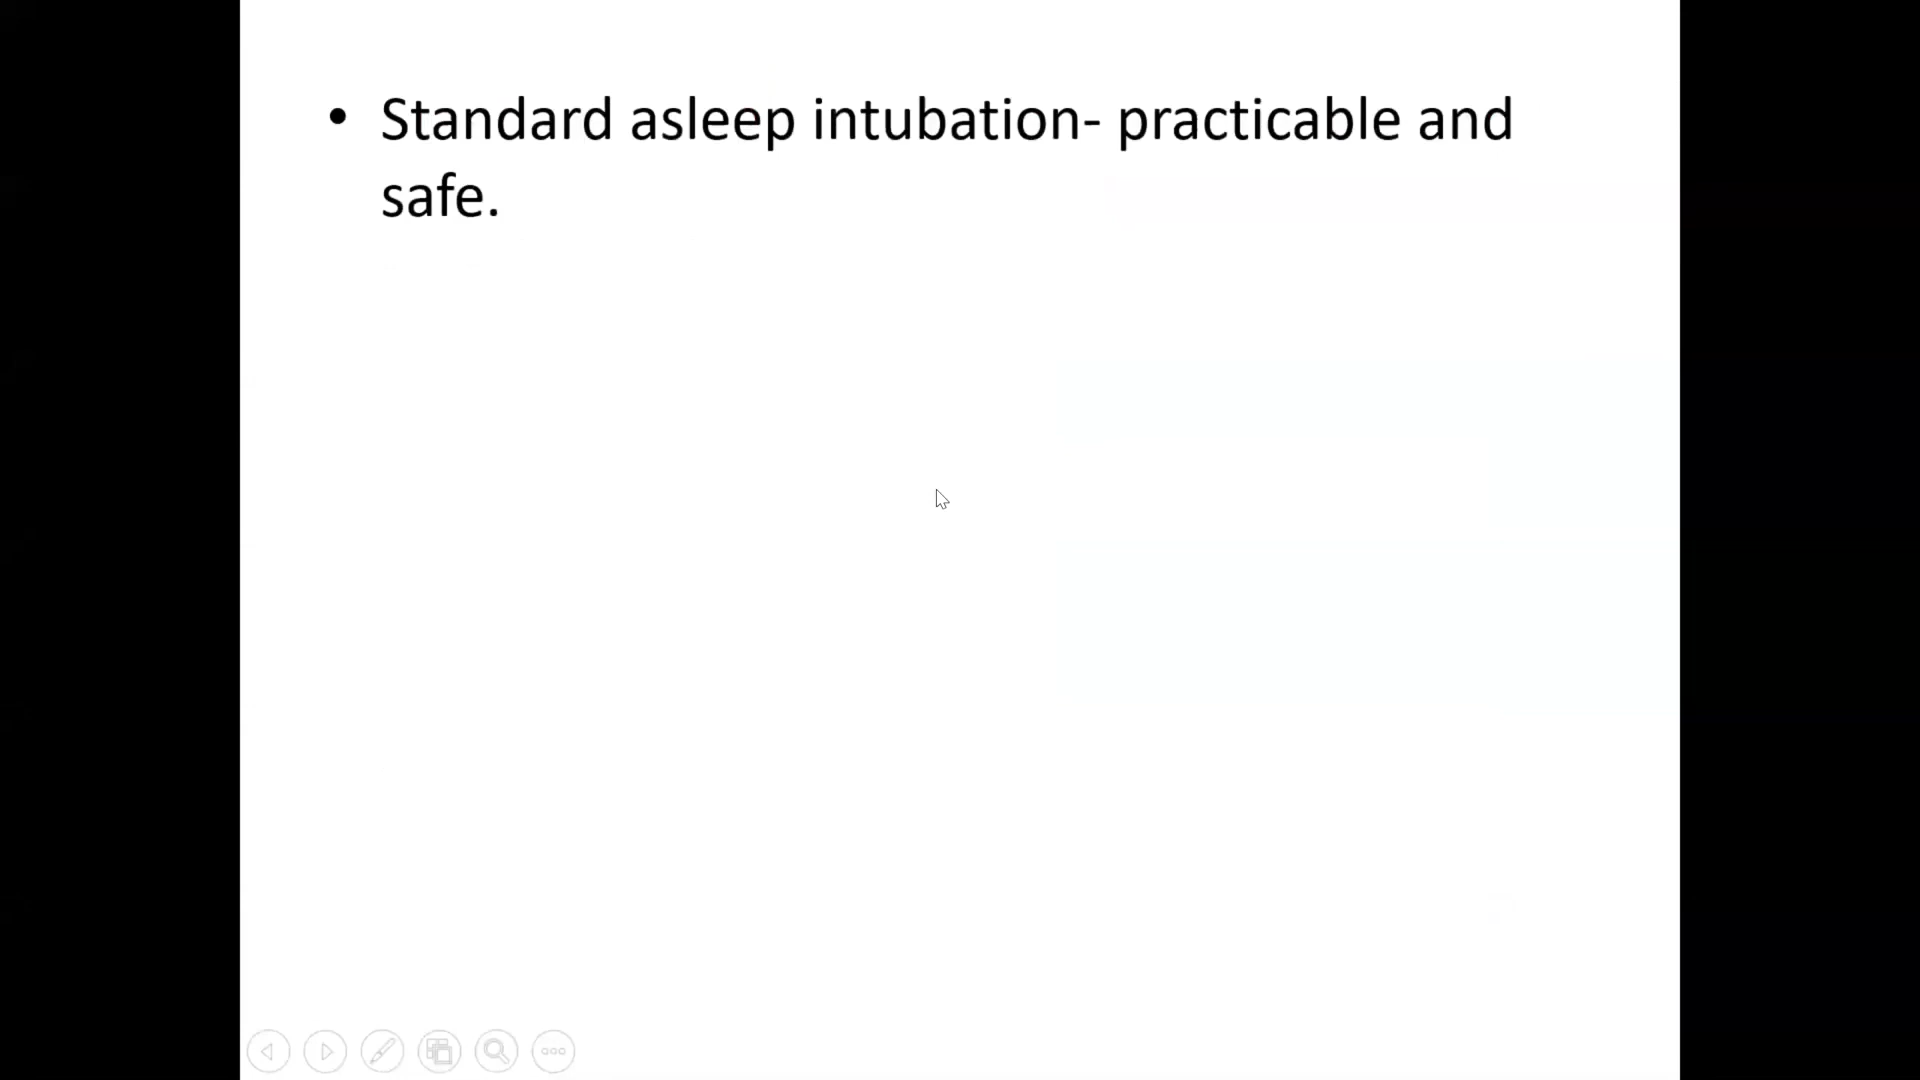 • Standard asleep intubation- practicable and
safe.